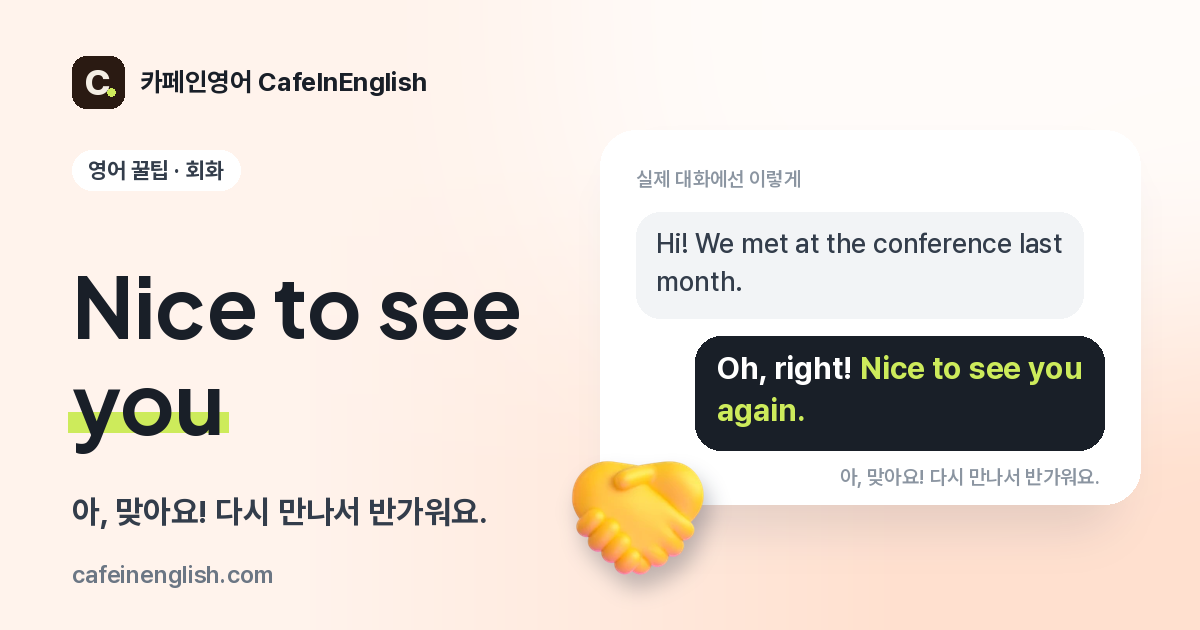 C
카페인영어 CafeInEnglish
영어 꿀팁 · 회화
Nice to see
you
아, 맞아요! 다시 만나서 반가워요.
cafeinenglish.com
실제 대화에선 이렇게
Hi! We met at the conference last
month.
Oh, right! Nice to see you
again.
아, 맞아요! 다시 만나서 반가워요.